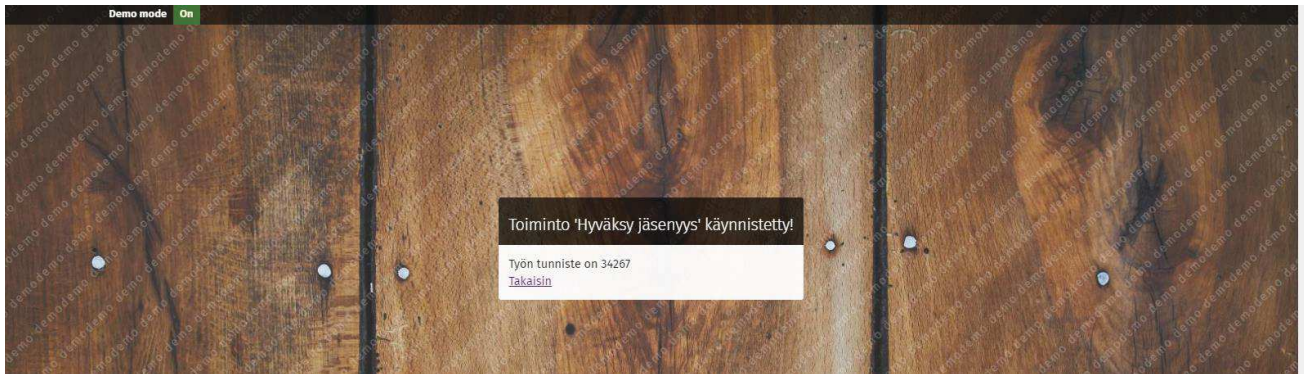 Demo mode On
Toiminto 'Hyväksy jäsenyys' käynnistetty!
Työn tunniste on 34267
Takaisin